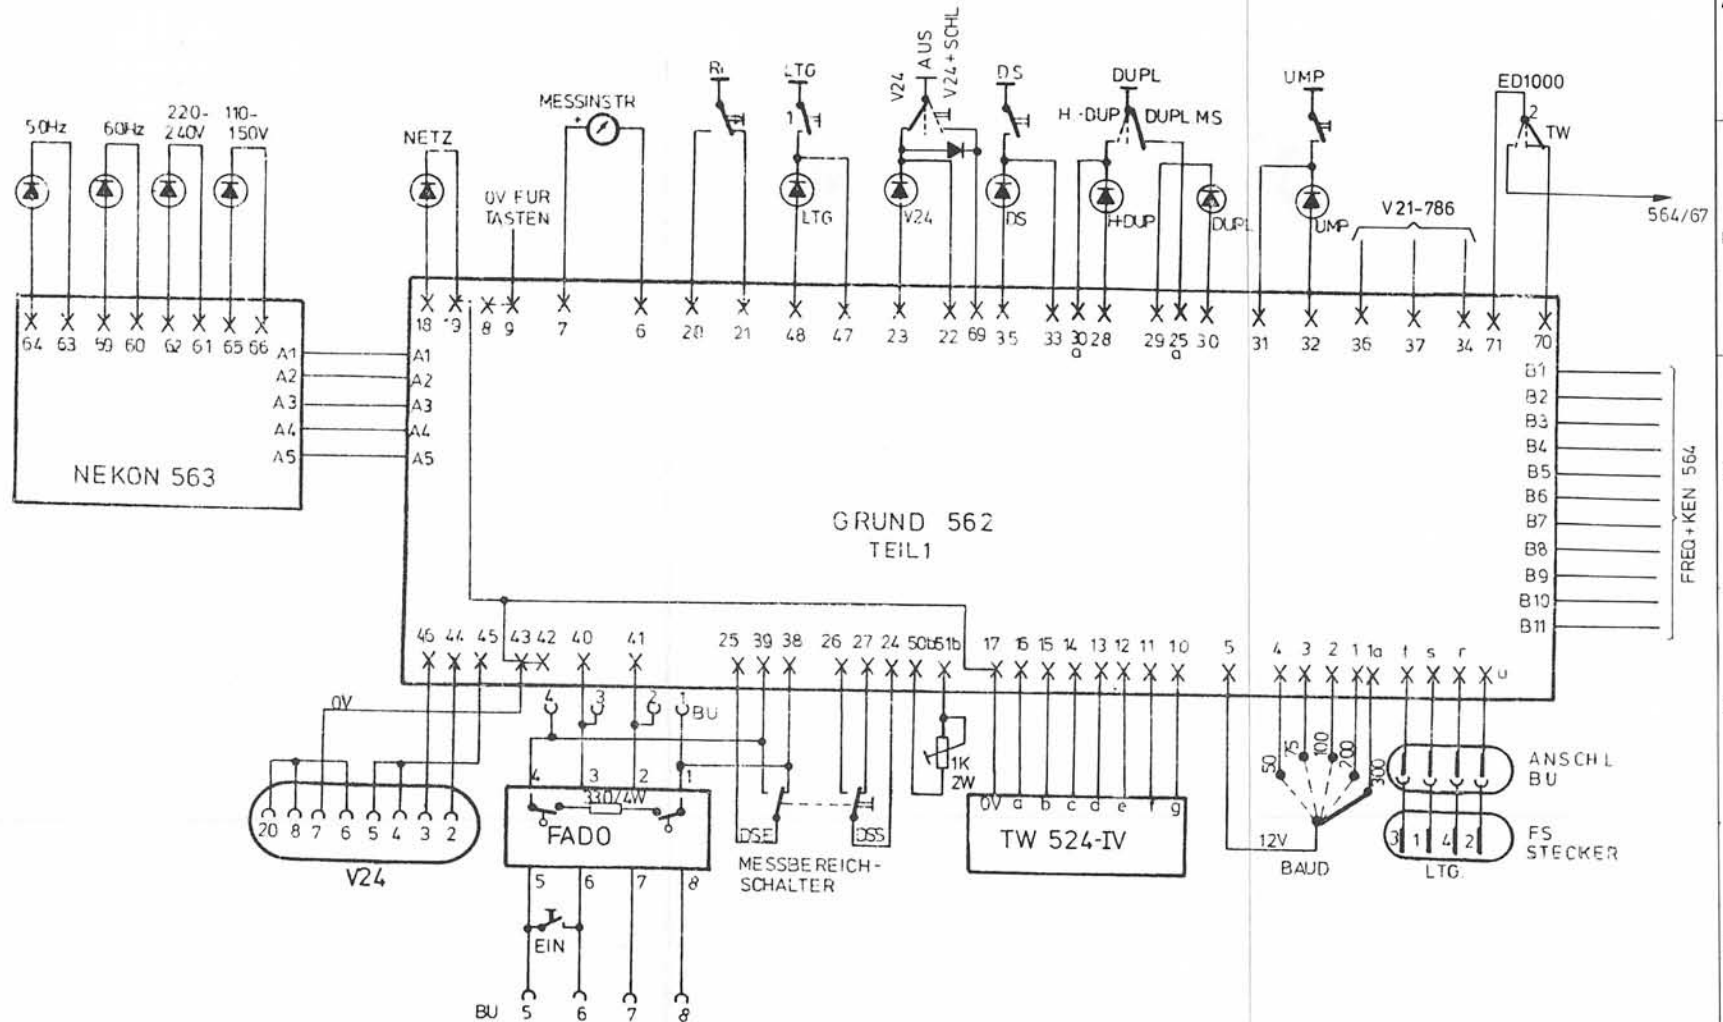 50Hz
60Hz
220-
240V
110-
150V
NETZ
0V FUR
TASTEN
MESSINSTR
+
LTG
1
LTG
V24
AUS
V24+SCHL
V24
DS
DS
DUPL
H.-DUP
DUPL MS
H-DUP
DUPL
UMP
UMP
V21-786
ED1000
2
TW
564/67
64 63 59 60 62 61 65 66
18 19 8 9 7 6 20 21 48 47 23 22 69 35 33 30a 28 29 25a 30 31 32 36 37 34 71 70
A1
A2
A3
A4
A5
A1
A2
A3
A4
A5
NEKON 563
GRUND 562
TEIL1
B1
B2
B3
B4
B5
B6
B7
B8
B9
B10
B11
FREQ+KEN 564
46 44 45 43 42 40 41 25 39 38 26 27 24 50b 51b 17 16 15 14 13 12 11 10 5 4 3 2 1 1a t s r u
0V
4 3 2 1 BU
20 8 7 6 5 4 3 2
V24
4 3 2 1
330/4W
FADO
5 6 7 8
EIN
BU 5 6 7 8
DSE
DSS
MESSBEREICH-
SCHALTER
1K
2W
0V a b c d e f g
TW 524-IV
50 75 100 200 300
12V
BAUD
ANSCHL
BU
3 1 4 2
FS
STECKER
LTG.